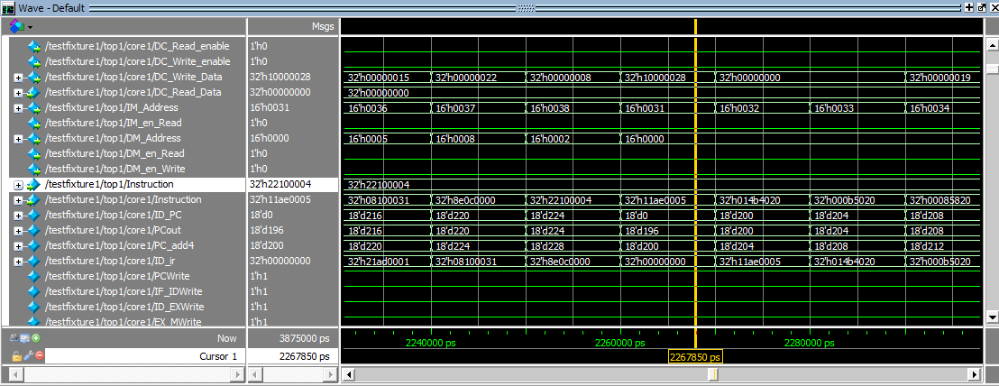 Wave - Default
Msgs
/testfixture1/top1/core1/DC_Read_enable 1'h0
/testfixture1/top1/core1/DC_Write_enable 1'h0
/testfixture1/top1/core1/DC_Write_Data 32'h10000028 32'h00000015 32'h00000022 32'h00000008 32'h10000028 32'h00000000 32'h00000019
/testfixture1/top1/core1/DC_Read_Data 32'h00000000 32'h00000000
/testfixture1/top1/IM_Address 16'h0031 16'h0036 16'h0037 16'h0038 16'h0031 16'h0032 16'h0033 16'h0034
/testfixture1/top1/IM_en_Read 1'h0
/testfixture1/top1/DM_Address 16'h0000 16'h0005 16'h0008 16'h0002 16'h0000
/testfixture1/top1/DM_en_Read 1'h0
/testfixture1/top1/DM_en_Write 1'h0
/testfixture1/top1/Instruction 32'h22100004 32'h22100004
/testfixture1/top1/core1/Instruction 32'h11ae0005 32'h08100031 32'h8e0c0000 32'h22100004 32'h11ae0005 32'h014b4020 32'h000b5020 32'h00085820
/testfixture1/top1/core1/ID_PC 18'd0 18'd216 18'd220 18'd224 18'd0 18'd200 18'd204 18'd208
/testfixture1/top1/core1/PCout 18'd196 18'd216 18'd220 18'd224 18'd196 18'd200 18'd204 18'd208
/testfixture1/top1/core1/PC_add4 18'd200 18'd220 18'd224 18'd228 18'd200 18'd204 18'd208 18'd212
/testfixture1/top1/core1/ID_ir 32'h00000000 32'h21ad0001 32'h08100031 32'h8e0c0000 32'h00000000 32'h11ae0005 32'h014b4020 32'h000b5020
/testfixture1/top1/core1/PCWrite 1'h1
/testfixture1/top1/core1/IF_IDWrite 1'h1
/testfixture1/top1/core1/ID_EXWrite 1'h1
/testfixture1/top1/core1/EX_MWrite 1'h1
Now 3875000 ps 2240000 ps 2260000 ps 2280000 ps
Cursor 1 2267850 ps 2267850 ps